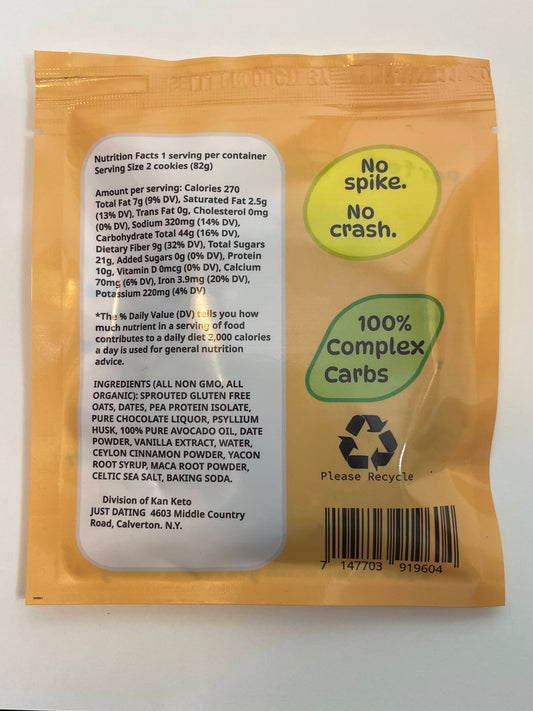 Nutrition Facts 1 serving per container
Serving Size 2 cookies (82g)
Amount per serving: Calories 270
Total Fat 7g (9% DV), Saturated Fat 2.5g
(13% DV), Trans Fat 0g, Cholesterol 0mg
(0% DV), Sodium 320mg (14% DV),
Carbohydrate Total 44g (16% DV),
Dietary Fiber 9g (32% DV), Total Sugars
21g, Added Sugars 0g (0% DV), Protein
10g, Vitamin D 0mcg (0% DV), Calcium
70mg (6% DV), Iron 3.9mg (20% DV),
Potassium 220mg (4% DV)
*The % Daily Value (DV) tells you how
much nutrient in a serving of food
contributes to a daily diet 2,000 calories
a day is used for general nutrition
advice.
INGREDIENTS (ALL NON GMO, ALL
ORGANIC): SPROUTED GLUTEN FREE
OATS, DATES, PEA PROTEIN ISOLATE,
PURE CHOCOLATE LIQUOR, PSYLLIUM
HUSK, 100% PURE AVOCADO OIL, DATE
POWDER, VANILLA EXTRACT, WATER,
CEYLON CINNAMON POWDER, YACON
ROOT SYRUP, MACA ROOT POWDER,
CELTIC SEA SALT, BAKING SODA.
Division of Kan Keto
JUST DATING 4603 Middle Country
Road, Calverton. N.Y.
No
spike.
No
crash.
100%
Complex
Carbs
Please Recycle
7 147703 919604